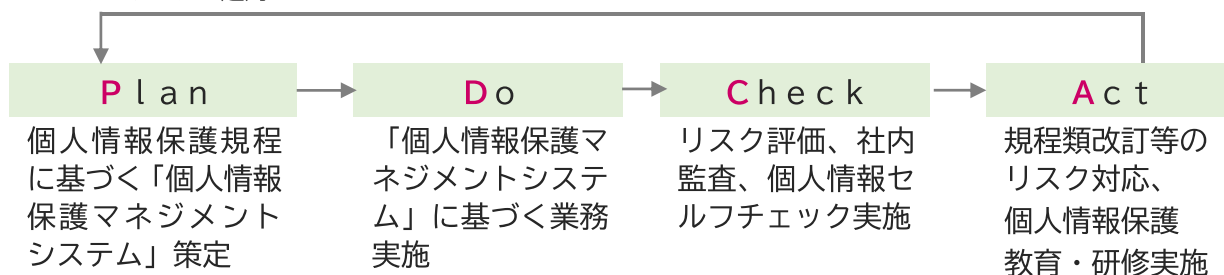 Plan
個人情報保護規程
に基づく「個人情報
保護マネジメント
システム」策定
Do
「個人情報保護マ
ネジメントシステ
ム」に基づく業務
実施
Check
リスク評価、社内
監査、個人情報セ
ルフチェック実施
Act
規程類改訂等の
リスク対応、
個人情報保護
教育・研修実施